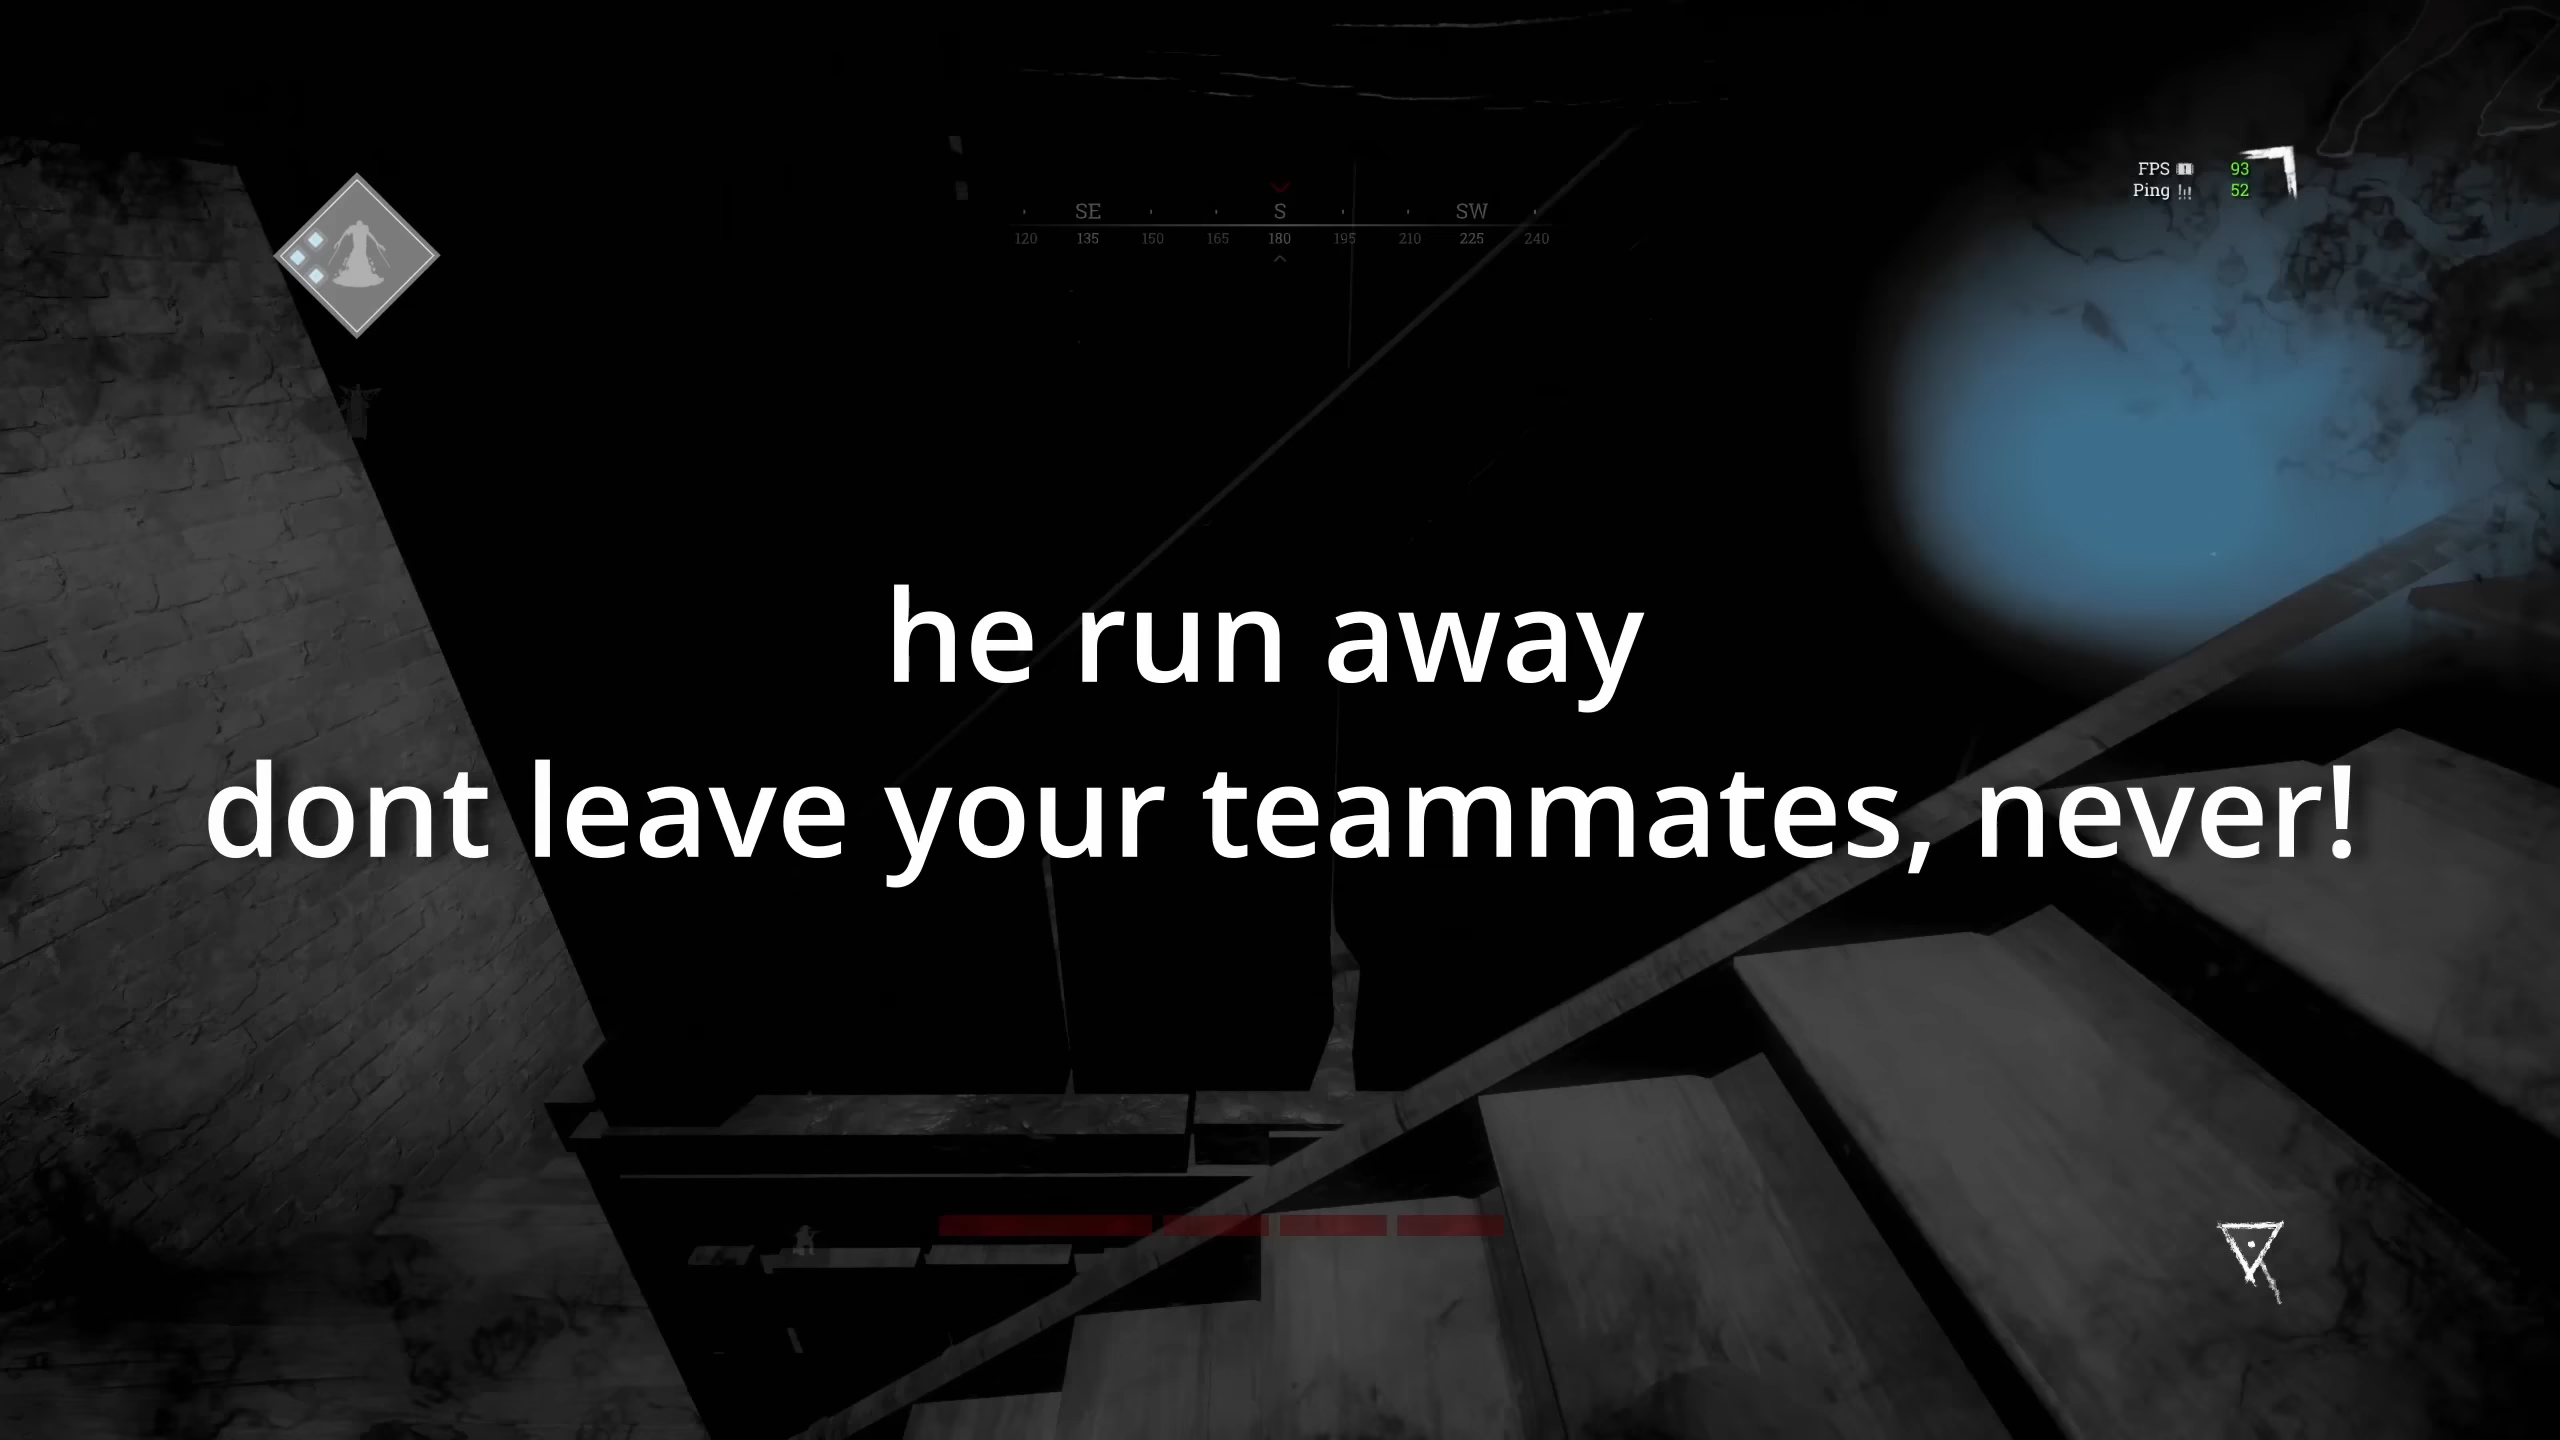 FPS 93
Ping 52
SE S SW
120 135 150 165 180 195 210 225 240
he run away
dont leave your teammates, never!